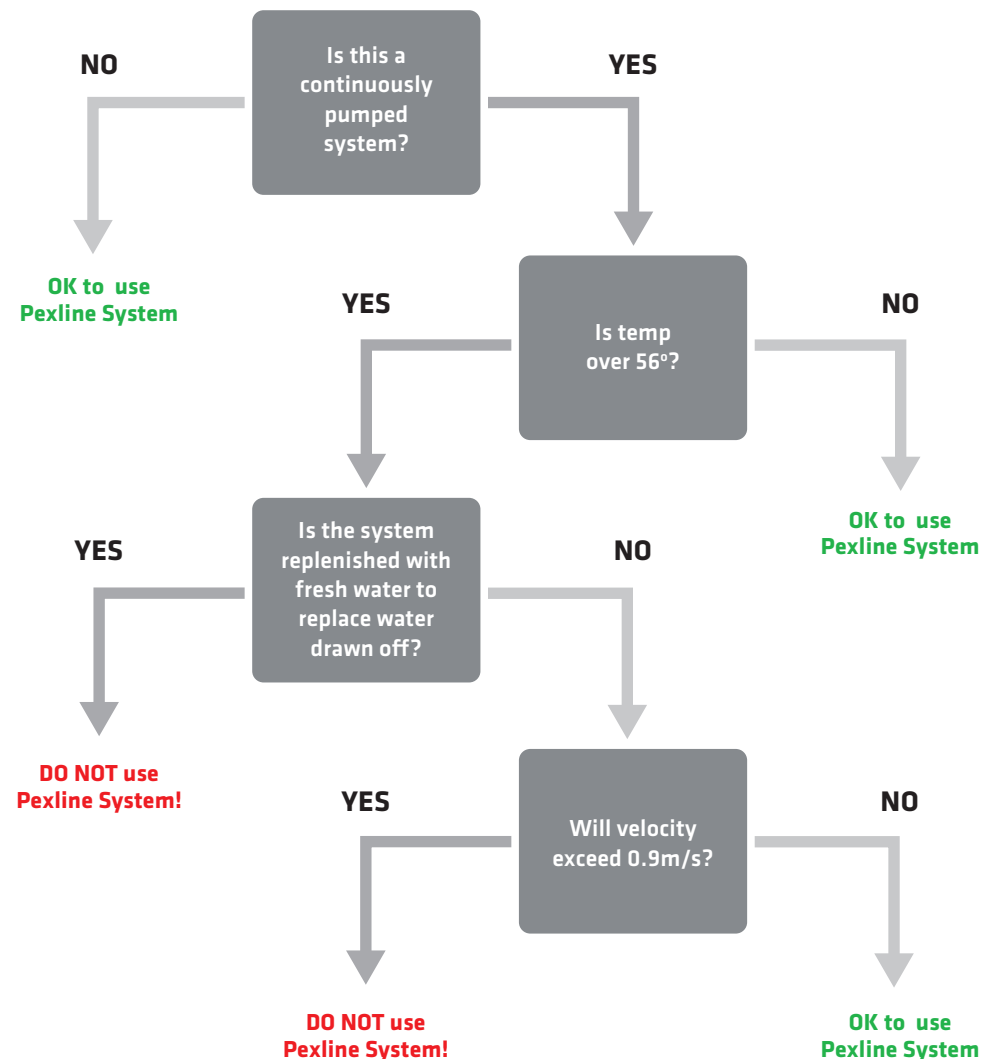 Is this a
continuously
pumped
system?
NO
YES
OK to use
Pexline System
Is temp
over 56º?
YES
NO
OK to use
Pexline System
Is the system
replenished with
fresh water to
replace water
drawn off?
YES
NO
DO NOT use
Pexline System!
Will velocity
exceed 0.9m/s?
YES
NO
DO NOT use
Pexline System!
OK to use
Pexline System